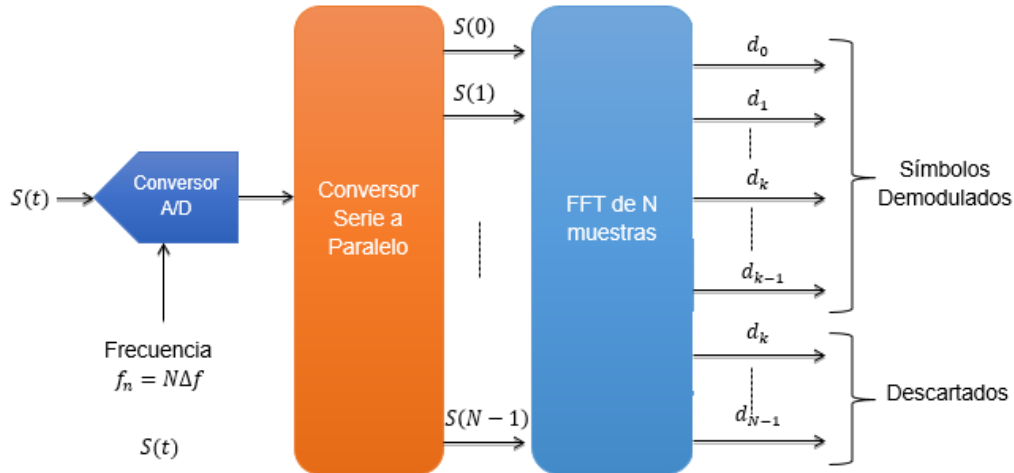 S(t)
Conversor
A/D
Frecuencia
f_n = NΔf
S(t)
Conversor
Serie a
Paralelo
S(0)
S(1)
S(N − 1)
FFT de N
muestras
d_0
d_1
d_k
d_{k−1}
d_k
d_{N−1}
Símbolos
Demodulados
Descartados